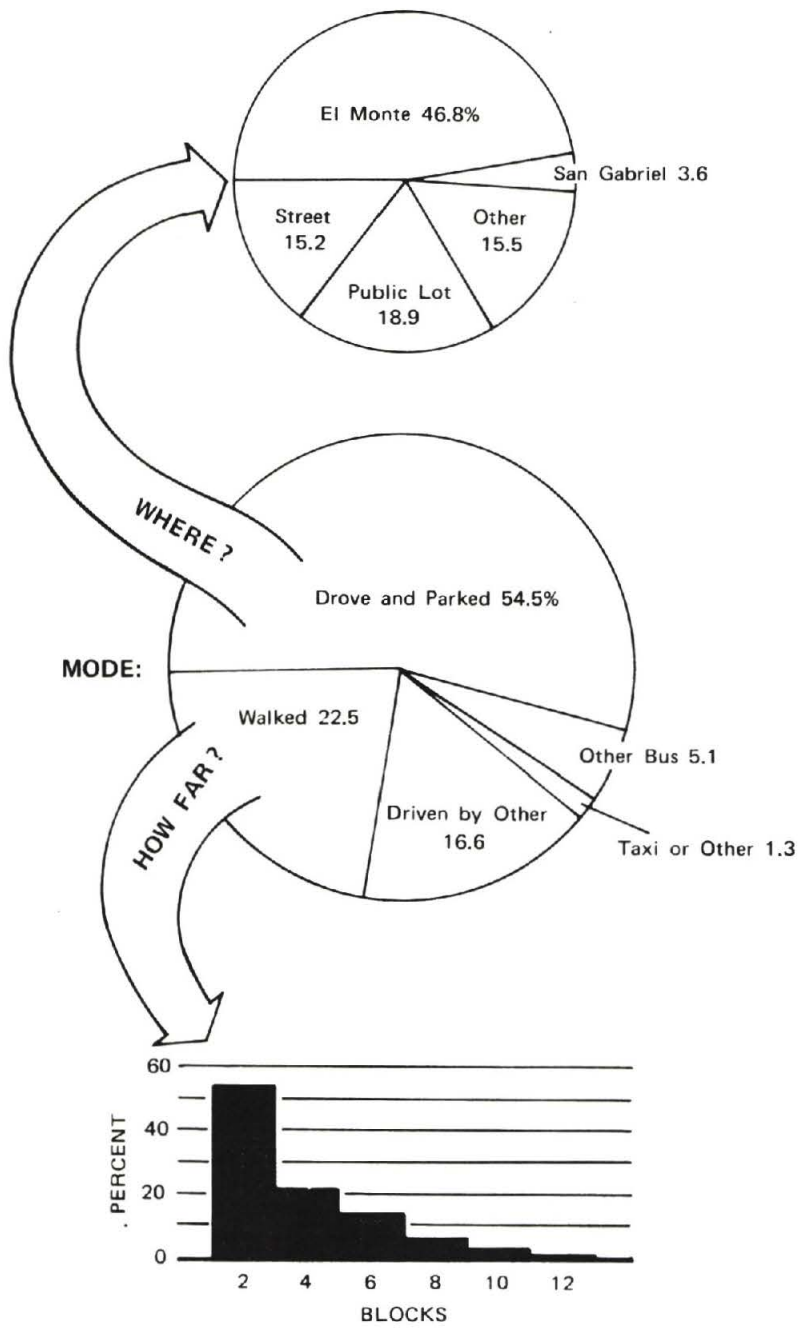 El Monte 46.8%
San Gabriel 3.6
Street
15.2
Other
15.5
Public Lot
18.9
WHERE?
Drove and Parked 54.5%
MODE:
Walked 22.5
Other Bus 5.1
HOW FAR?
Driven by Other
16.6
Taxi or Other 1.3
60
40
20
0
PERCENT
2 4 6 8 10 12
BLOCKS